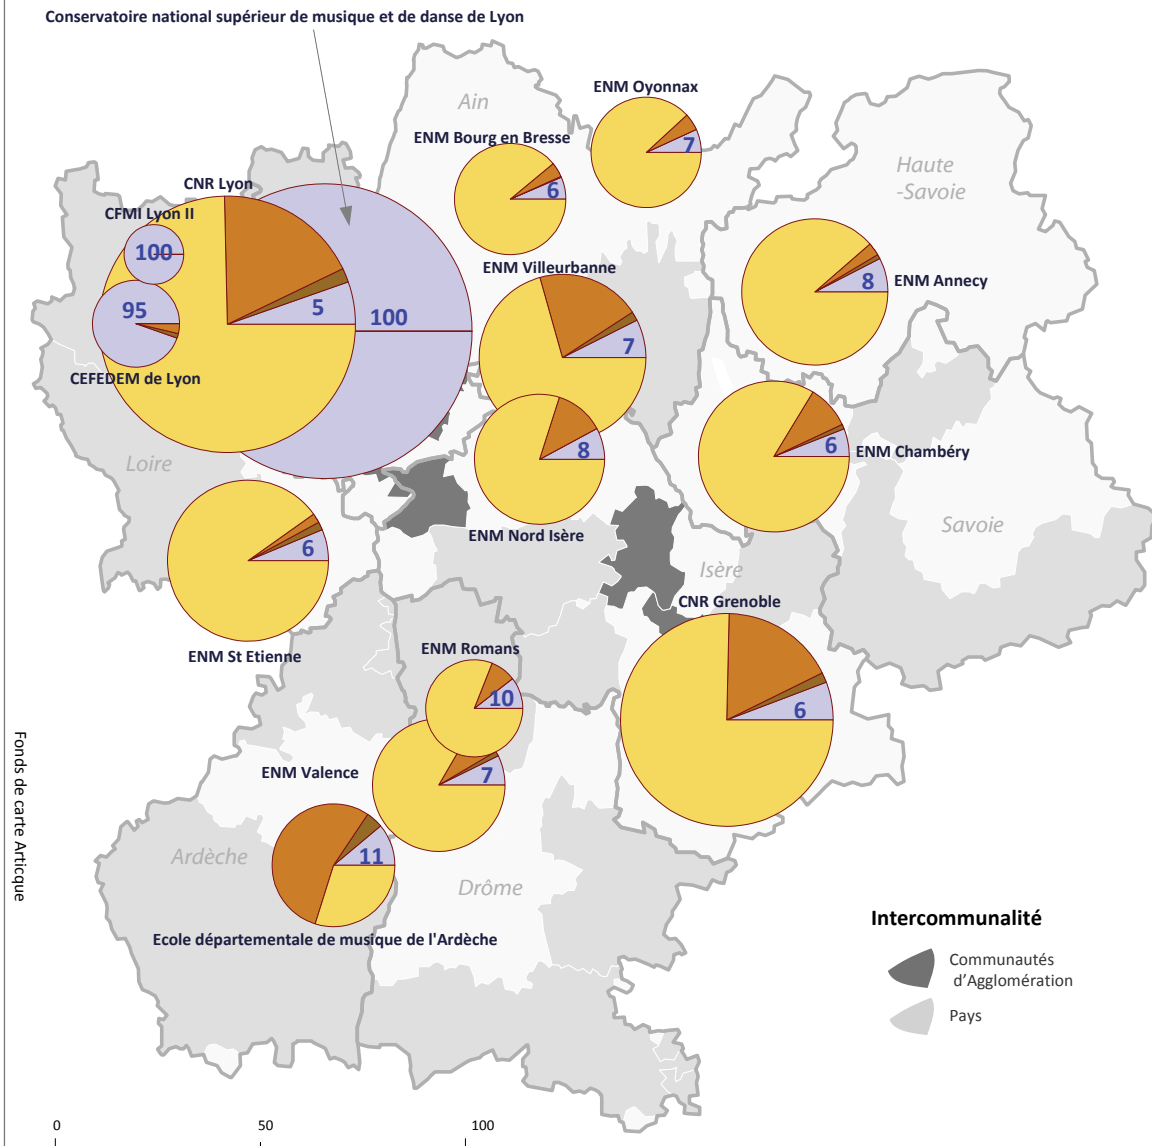 Conservatoire national supérieur de musique et de danse de Lyon
ENM Oyonnax
Ain
7
ENM Bourg en Bresse
6
Haute
-Savoie
CNR Lyon
CFMI Lyon II
100
ENM Villeurbanne
ENM Annecy
8
95
5
100
7
CEFEDEM de Lyon
Loire
8
6
ENM Chambéry
ENM Nord Isère
Savoie
6
Isère
CNR Grenoble
ENM St Etienne
ENM Romans
10
6
ENM Valence
7
Ardèche
11
Drôme
Ecole départementale de musique de l'Ardèche
Fonds de carte Articcque
Intercommunalité
Communautés
d'Agglomération
Pays
0
50
100